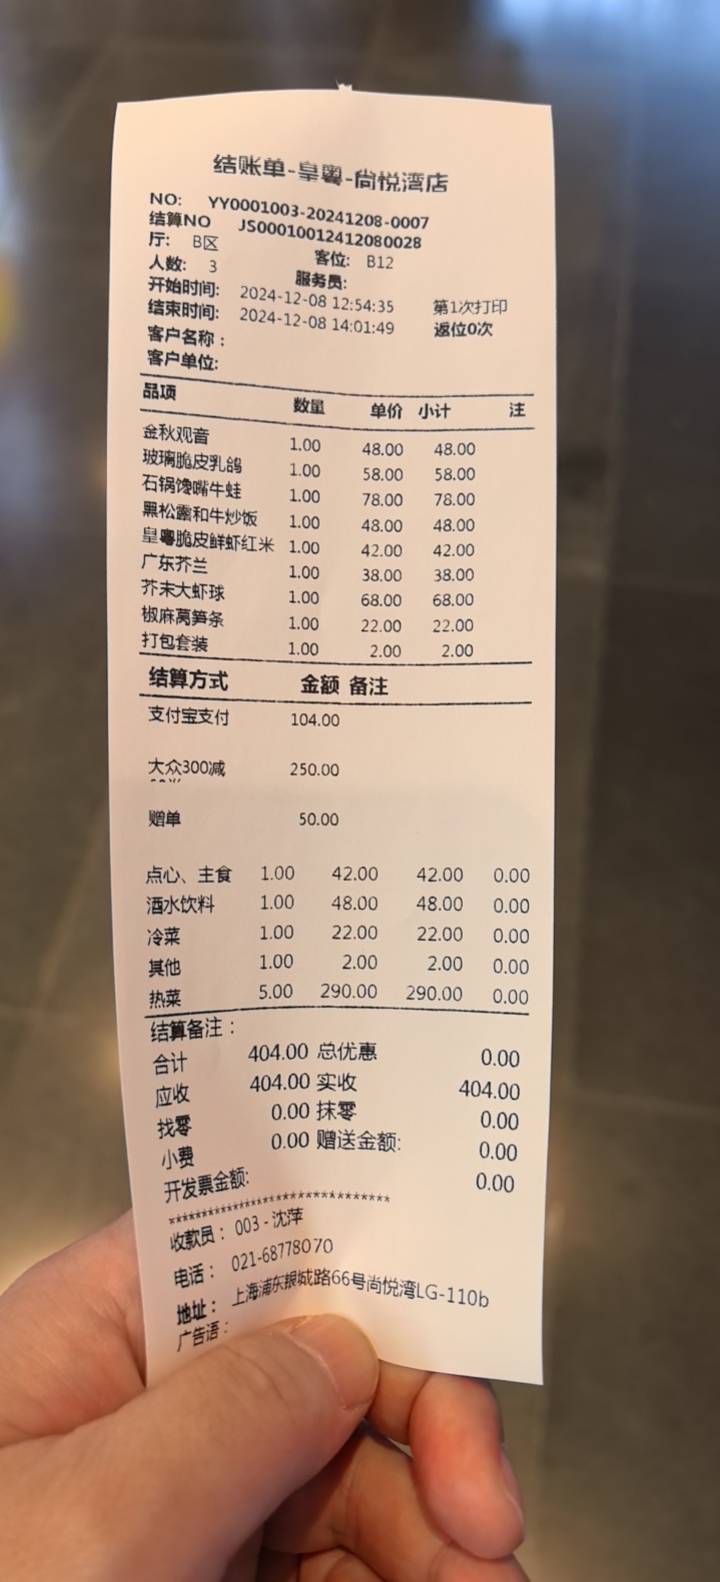 结账单-皇粤-尚悦湾店
NO: YY0001003-20241208-0007
结算NO JS00010012412080028
厅: B区 客位: B12
人数: 3 服务员:
开始时间: 2024-12-08 12:54:35 第1次打印
结束时间: 2024-12-08 14:01:49 返位0次
客户名称：
客户单位:
品项 数量 单价 小计 注
金秋观音 1.00 48.00 48.00
玻璃脆皮乳鸽 1.00 58.00 58.00
石锅馋嘴牛蛙 1.00 78.00 78.00
黑松露和牛炒饭 1.00 48.00 48.00
皇粤脆皮鲜虾红米 1.00 42.00 42.00
广东芥兰 1.00 38.00 38.00
芥末大虾球 1.00 68.00 68.00
椒麻莴笋条 1.00 22.00 22.00
打包套装 1.00 2.00 2.00
结算方式 金额 备注
支付宝支付 104.00
大众300减 250.00
赠单 50.00
点心、主食 1.00 42.00 42.00 0.00
酒水饮料 1.00 48.00 48.00 0.00
冷菜 1.00 22.00 22.00 0.00
其他 1.00 2.00 2.00 0.00
热菜 5.00 290.00 290.00 0.00
结算备注：
合计 404.00 总优惠 0.00
应收 404.00 实收 404.00
找零 0.00 抹零 0.00
小费 0.00 赠送金额: 0.00
开发票金额: 0.00
*********************************
收款员：003 - 沈萍
电话：021-68778070
地址：上海浦东银城路66号尚悦湾LG-110b
广告语：